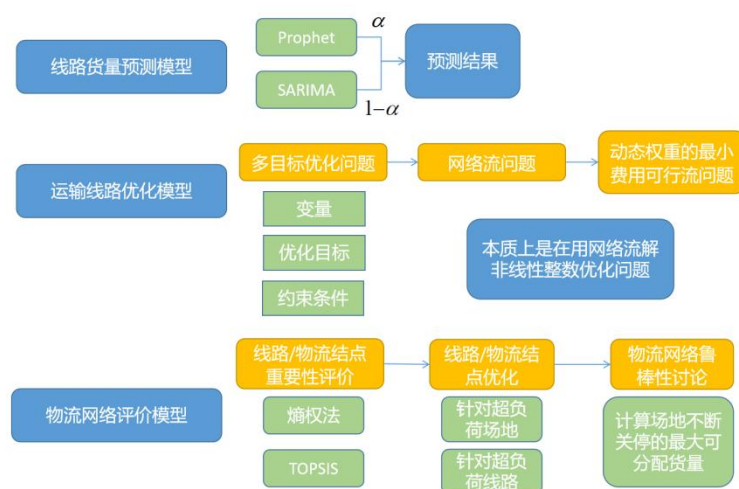 线路货量预测模型
Prophet
α
SARIMA
1−α
预测结果
运输线路优化模型
多目标优化问题
网络流问题
动态权重的最小
费用可行流问题
变量
优化目标
约束条件
本质上是在用网络流解
非线性整数优化问题
物流网络评价模型
线路/物流结点
重要性评价
线路/物流结
点优化
物流网络鲁
棒性讨论
熵权法
TOPSIS
针对超负
荷场地
针对超负
荷线路
计算场地不断
关停的最大可
分配货量